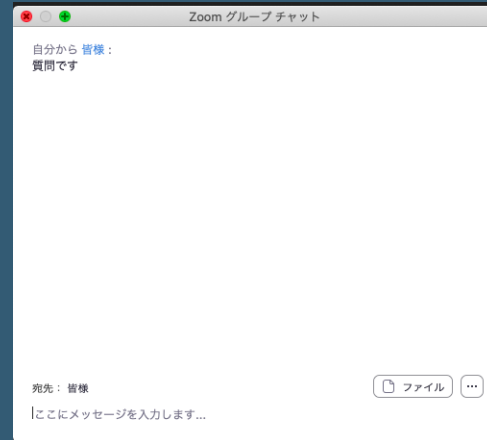 Zoom グループ チャット
自分から 皆様 :
質問です
宛先： 皆様
ファイル
...
ここにメッセージを入力します...